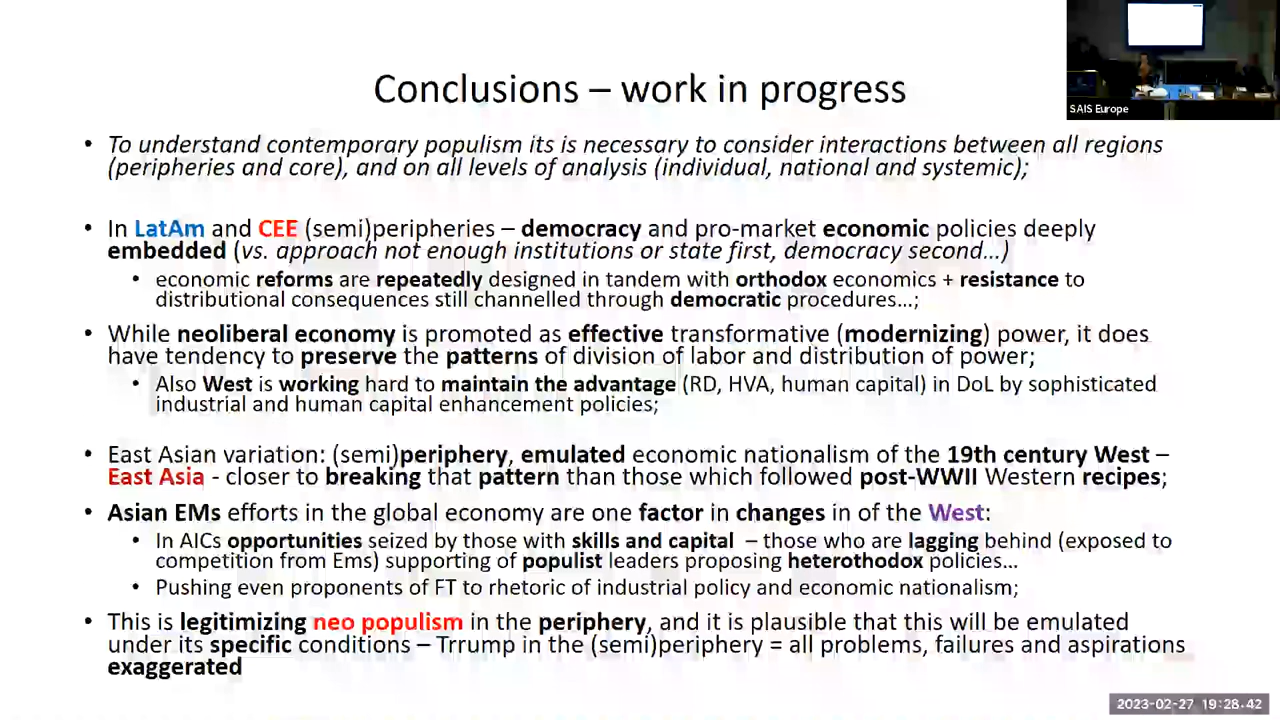 SAIS Europe
Conclusions – work in progress
• To understand contemporary populism its is necessary to consider interactions between all regions
(peripheries and core), and on all levels of analysis (individual, national and systemic);
• In LatAm and CEE (semi)peripheries – democracy and pro-market economic policies deeply
embedded (vs. approach not enough institutions or state first, democracy second…)
• economic reforms are repeatedly designed in tandem with orthodox economics + resistance to
distributional consequences still channelled through democratic procedures…;
• While neoliberal economy is promoted as effective transformative (modernizing) power, it does
have tendency to preserve the patterns of division of labor and distribution of power;
• Also West is working hard to maintain the advantage (RD, HVA, human capital) in DoL by sophisticated
industrial and human capital enhancement policies;
• East Asian variation: (semi)periphery, emulated economic nationalism of the 19th century West –
East Asia - closer to breaking that pattern than those which followed post-WWII Western recipes;
• Asian EMs efforts in the global economy are one factor in changes in of the West:
• In AICs opportunities seized by those with skills and capital – those who are lagging behind (exposed to
competition from Ems) supporting of populist leaders proposing heterothodox policies…
• Pushing even proponents of FT to rhetoric of industrial policy and economic nationalism;
• This is legitimizing neo populism in the periphery, and it is plausible that this will be emulated
under its specific conditions – Trrump in the (semi)periphery = all problems, failures and aspirations
exaggerated
2023-02-27 19:28:42